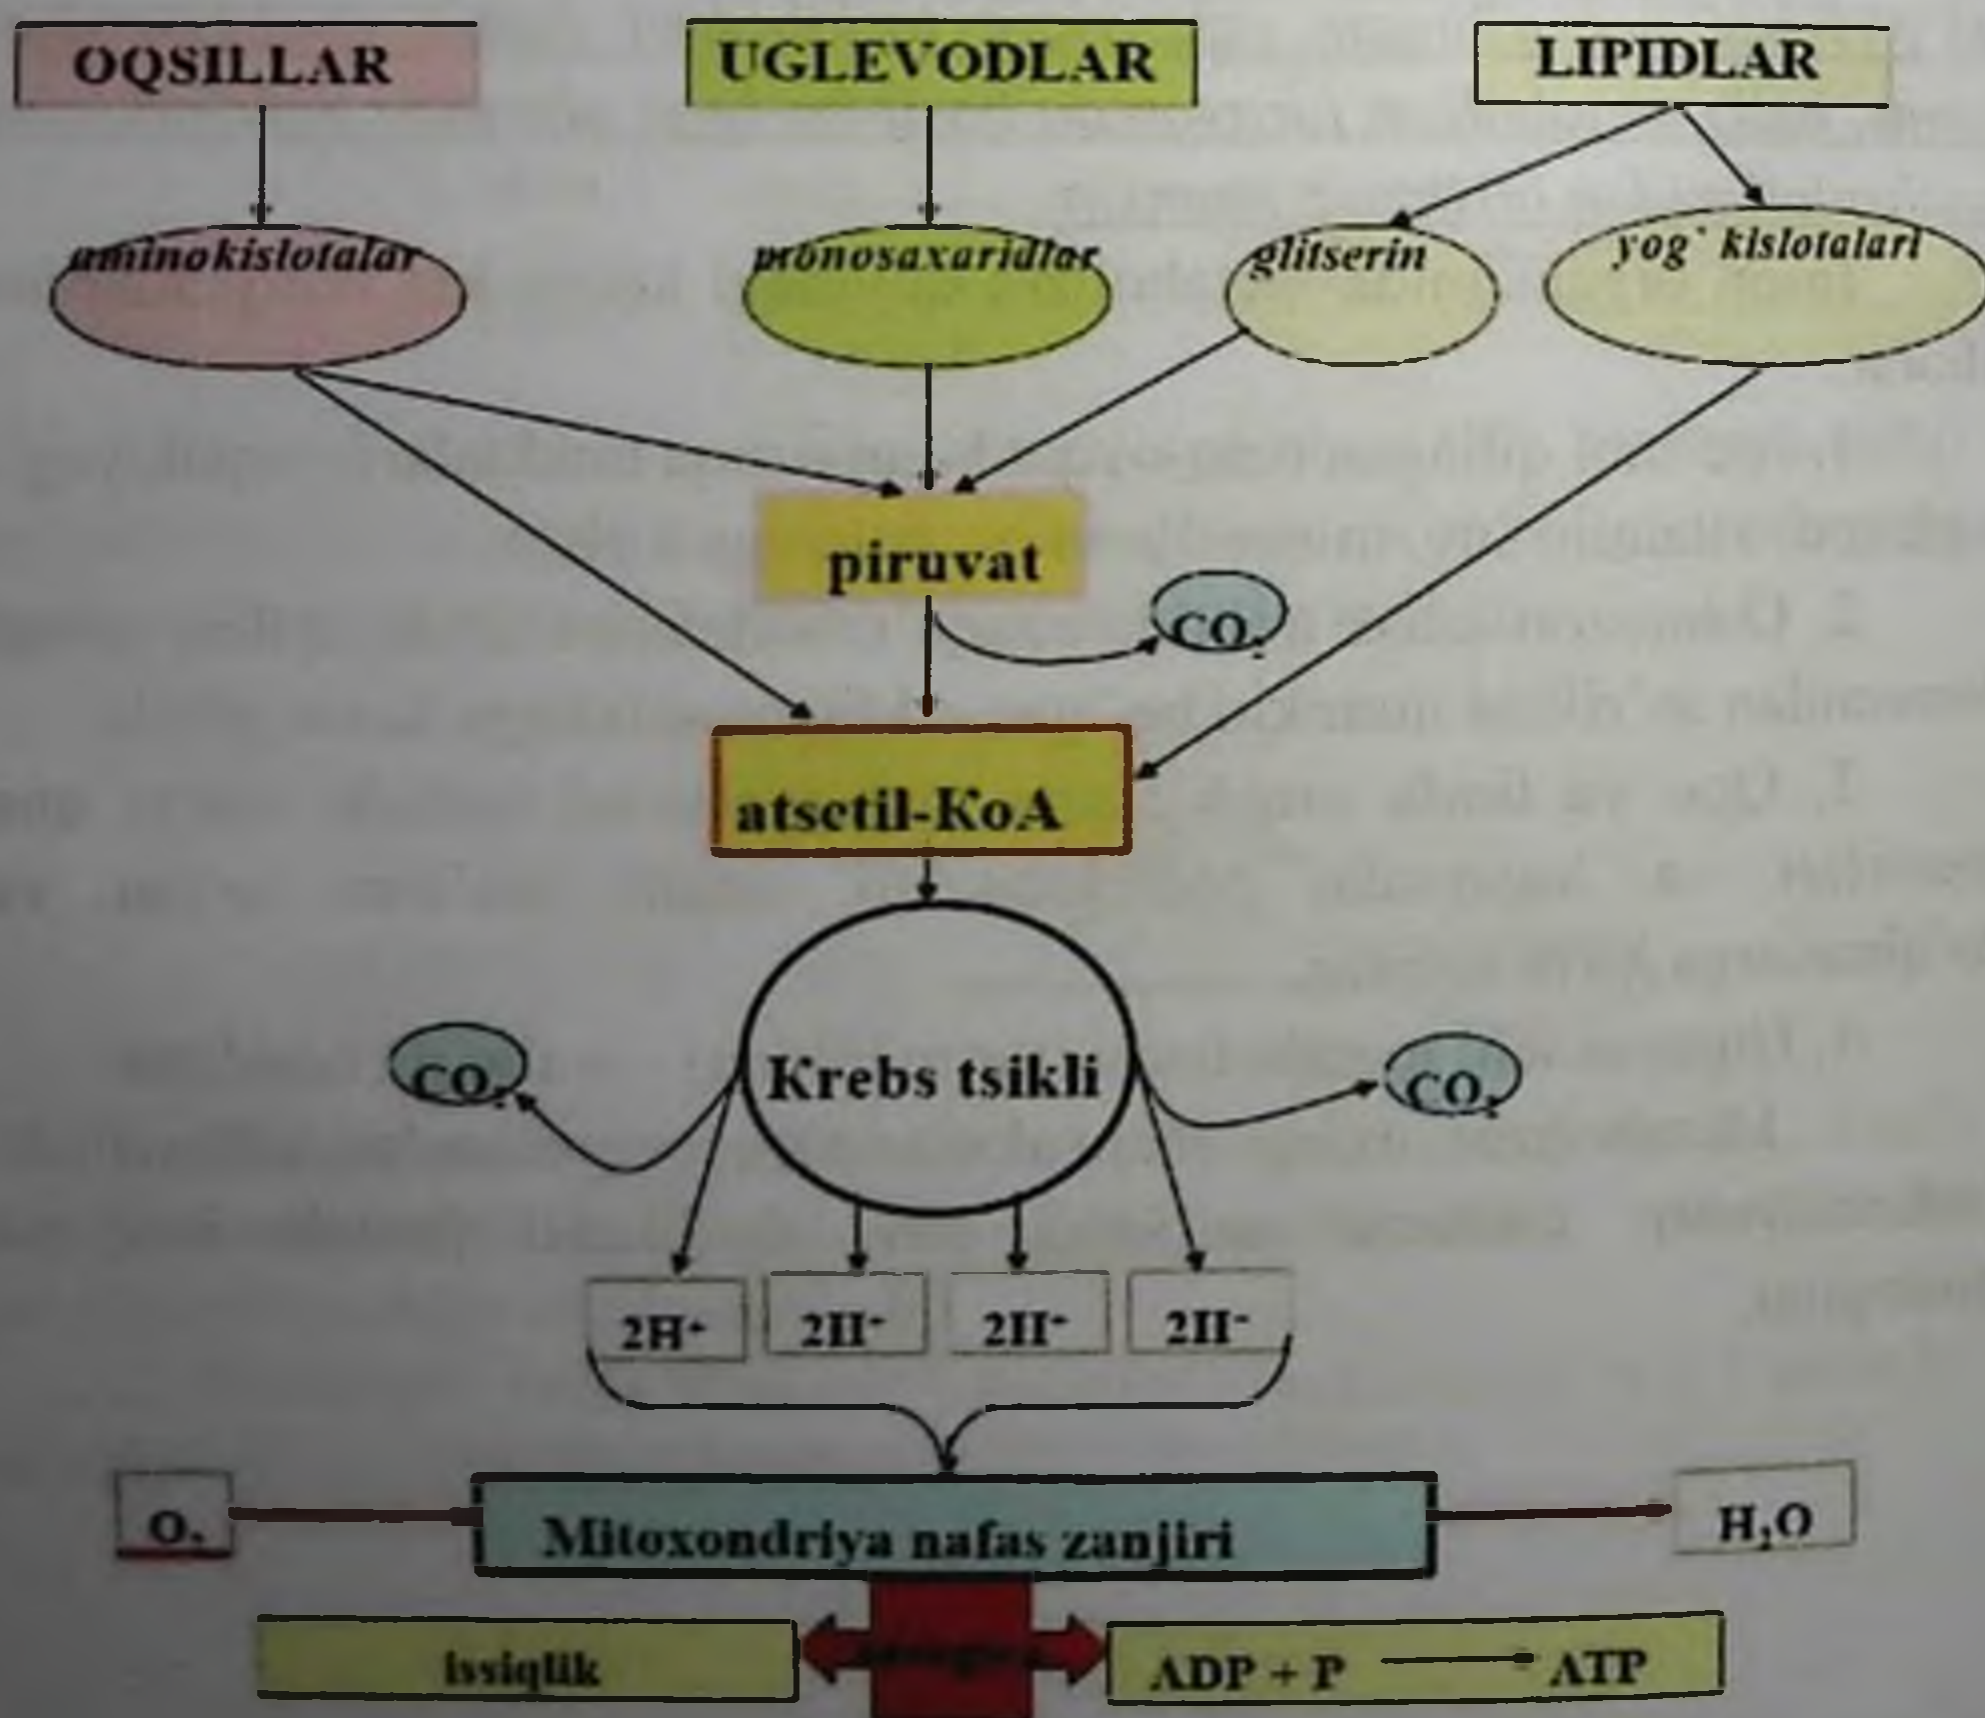 OQSILLAR
UGLEVODLAR
LIPIDLAR
aminokislotalar
monosaxaridlar
glitserin
yog` kislotalari
piruvat
CO₂
atsetil-KoA
Krebs tsikli
CO₂
CO₂
2H⁺
2H⁺
2H⁺
2H⁺
O₂
Mitoxondriya nafas zanjiri
H₂O
issiqlik
ADP + P → ATP